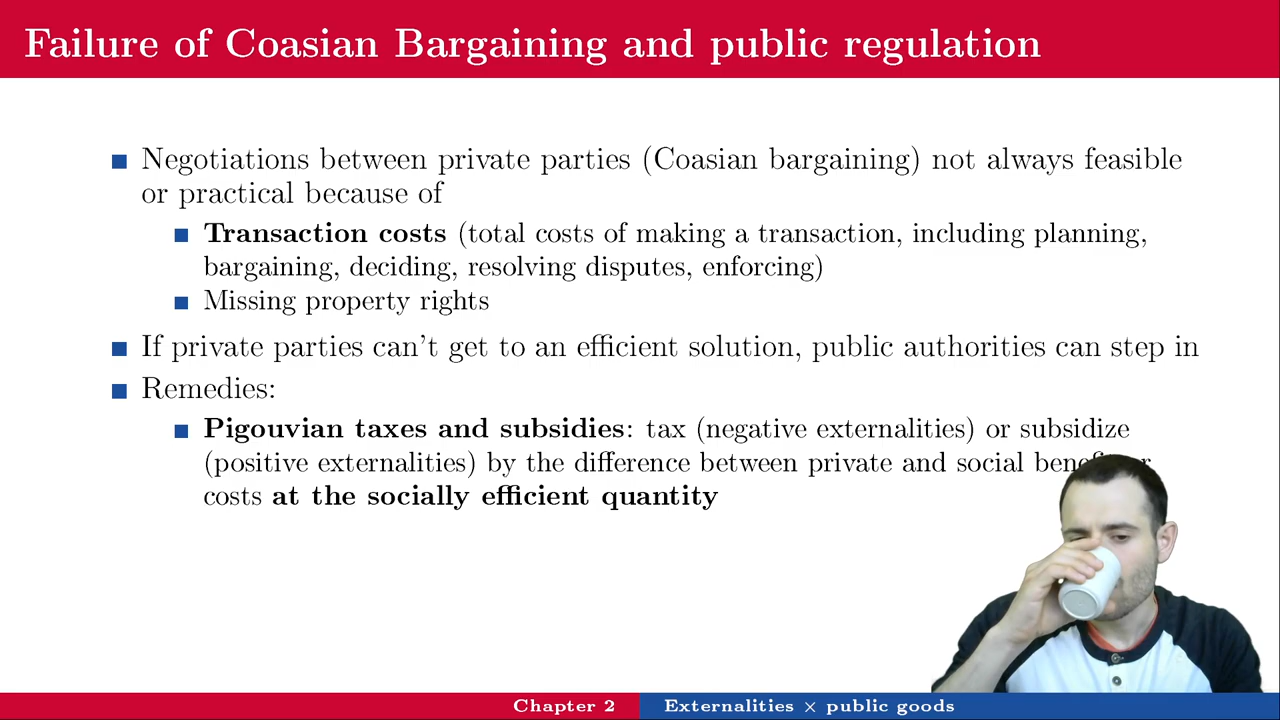 Failure of Coasian Bargaining and public regulation
Negotiations between private parties (Coasian bargaining) not always feasible
or practical because of
Transaction costs (total costs of making a transaction, including planning,
bargaining, deciding, resolving disputes, enforcing)
Missing property rights
If private parties can't get to an efficient solution, public authorities can step in
Remedies:
Pigouvian taxes and subsidies: tax (negative externalities) or subsidize
(positive externalities) by the difference between private and social
costs at the socially efficient quantity
Chapter 2
Externalities × public goods